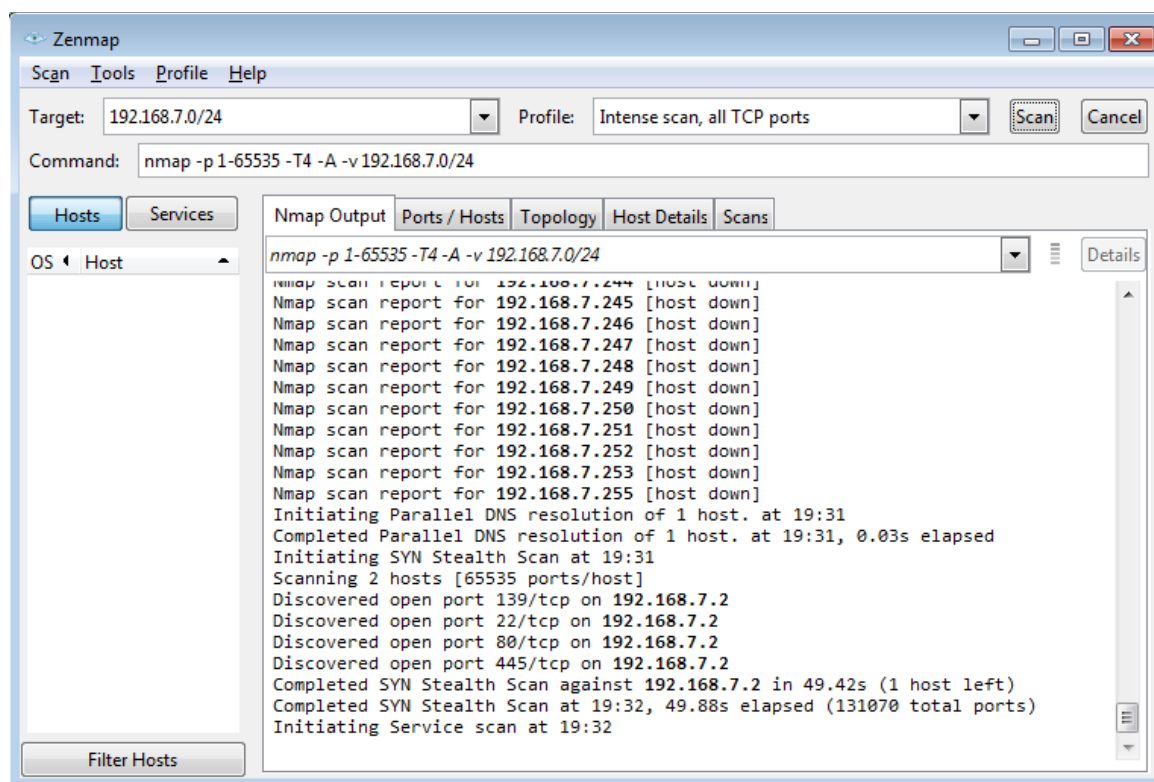 Zenmap
Scan Tools Profile Help
Target: 192.168.7.0/24 Profile: Intense scan, all TCP ports Scan Cancel
Command: nmap -p 1-65535 -T4 -A -v 192.168.7.0/24
Hosts Services
OS Host
Filter Hosts
Nmap Output Ports / Hosts Topology Host Details Scans
nmap -p 1-65535 -T4 -A -v 192.168.7.0/24 Details
Nmap scan report for 192.168.7.244 [host down]
Nmap scan report for 192.168.7.245 [host down]
Nmap scan report for 192.168.7.246 [host down]
Nmap scan report for 192.168.7.247 [host down]
Nmap scan report for 192.168.7.248 [host down]
Nmap scan report for 192.168.7.249 [host down]
Nmap scan report for 192.168.7.250 [host down]
Nmap scan report for 192.168.7.251 [host down]
Nmap scan report for 192.168.7.252 [host down]
Nmap scan report for 192.168.7.253 [host down]
Nmap scan report for 192.168.7.255 [host down]
Initiating Parallel DNS resolution of 1 host. at 19:31
Completed Parallel DNS resolution of 1 host. at 19:31, 0.03s elapsed
Initiating SYN Stealth Scan at 19:31
Scanning 2 hosts [65535 ports/host]
Discovered open port 139/tcp on 192.168.7.2
Discovered open port 22/tcp on 192.168.7.2
Discovered open port 80/tcp on 192.168.7.2
Discovered open port 445/tcp on 192.168.7.2
Completed SYN Stealth Scan against 192.168.7.2 in 49.42s (1 host left)
Completed SYN Stealth Scan at 19:32, 49.88s elapsed (131070 total ports)
Initiating Service scan at 19:32